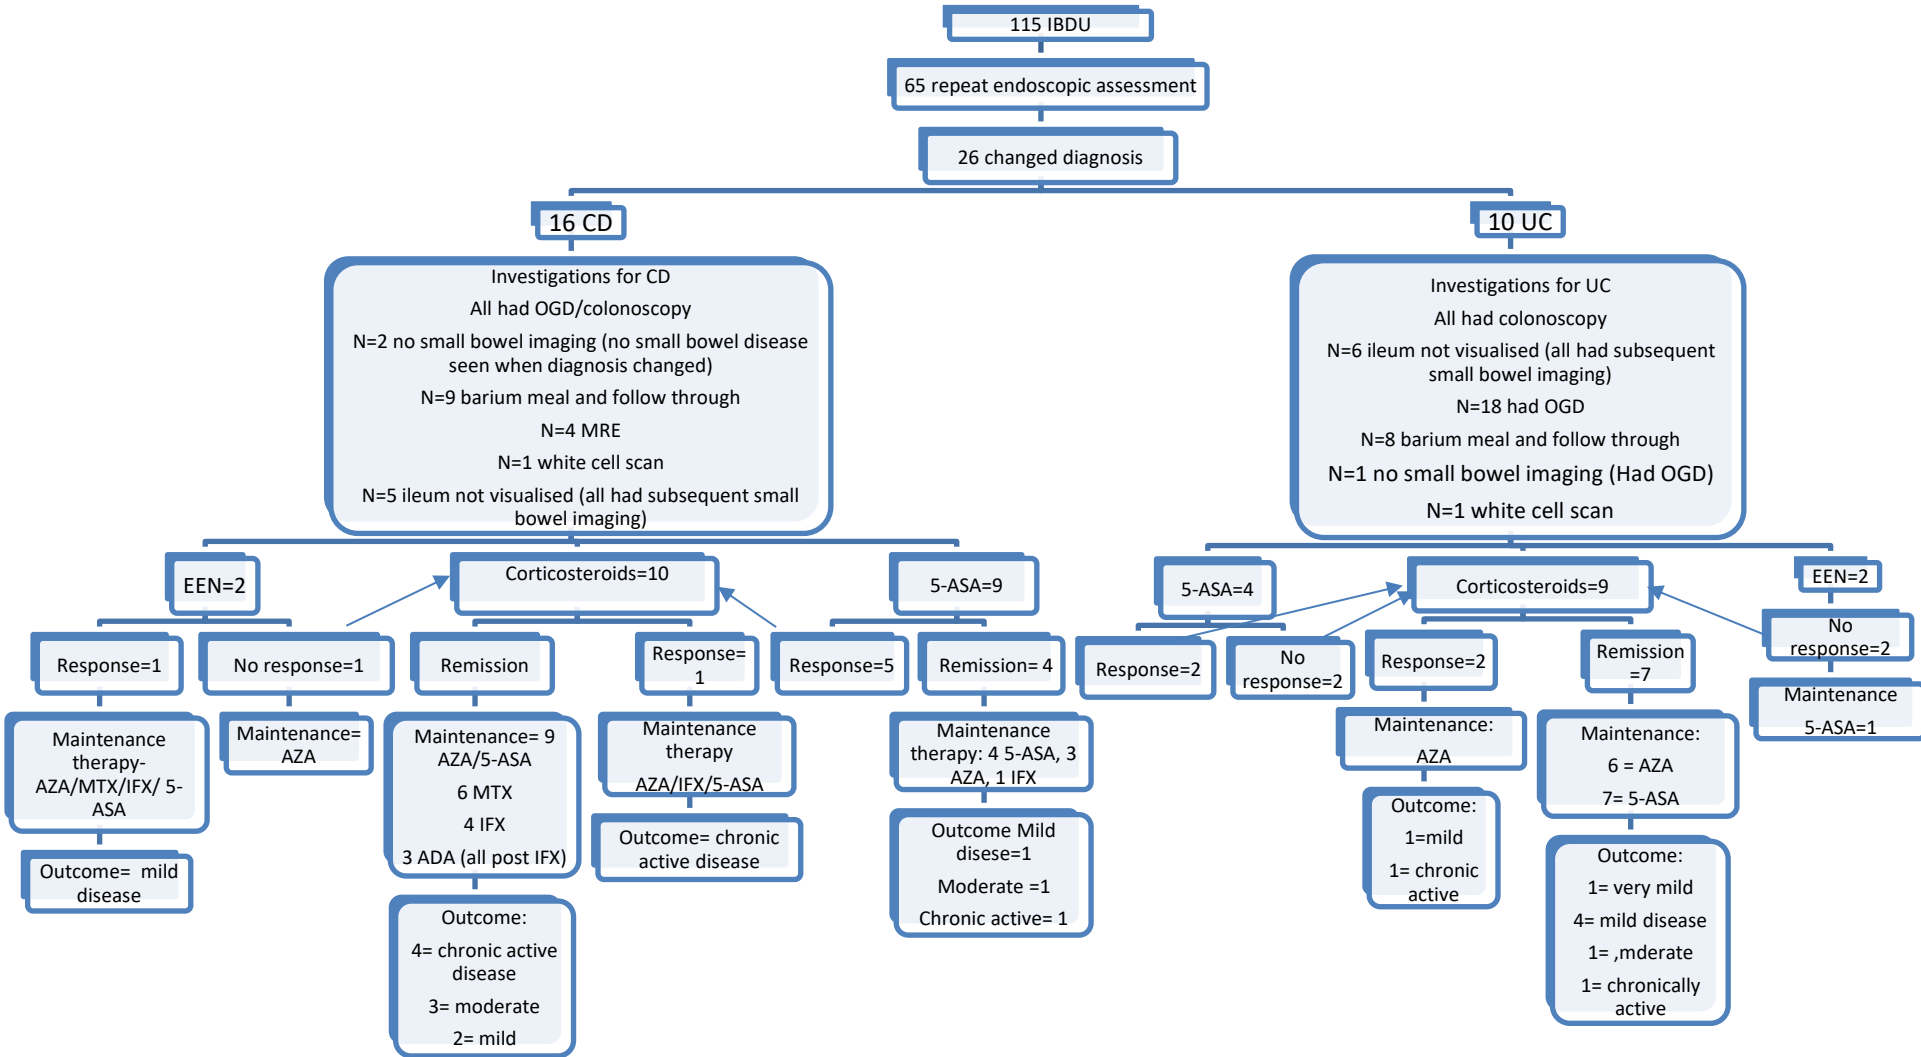 115 IBDU
65 repeat endoscopic assessment
26 changed diagnosis
16 CD
10 UC
Investigations for CD
All had OGD/colonoscopy
N=2 no small bowel imaging (no small bowel disease
seen when diagnosis changed)
N=9 barium meal and follow through
N=4 MRE
N=1 white cell scan
N=5 ileum not visualised (all had subsequent small
bowel imaging)
Investigations for UC
All had colonoscopy
N=6 ileum not visualised (all had subsequent
small bowel imaging)
N=18 had OGD
N=8 barium meal and follow through
N=1 no small bowel imaging (Had OGD)
N=1 white cell scan
EEN=2
Corticosteroids=10
5-ASA=9
5-ASA=4
Corticosteroids=9
EEN=2
Response=1
No response=1
Remission
Response=
1
Response=5
Remission= 4
Response=2
No
response=2
Response=2
Remission
=7
No
response=2
Maintenance
therapy-
AZA/MTX/IFX/ 5-
ASA
Maintenance=
AZA
Maintenance= 9
AZA/5-ASA
6 MTX
4 IFX
3 ADA (all post IFX)
Maintenance
therapy
AZA/IFX/5-ASA
Maintenance
therapy: 4 5-ASA, 3
AZA, 1 IFX
Maintenance:
AZA
Maintenance:
6 = AZA
7= 5-ASA
Maintenance
5-ASA=1
Outcome=  mild
disease
Outcome:
4= chronic active
disease
3= moderate
2= mild
Outcome= chronic
active disease
Outcome Mild
disese=1
Moderate =1
Chronic active= 1
Outcome:
1=mild
1= chronic
active
Outcome:
1= very mild
4= mild disease
1= ,mderate
1= chronically
active